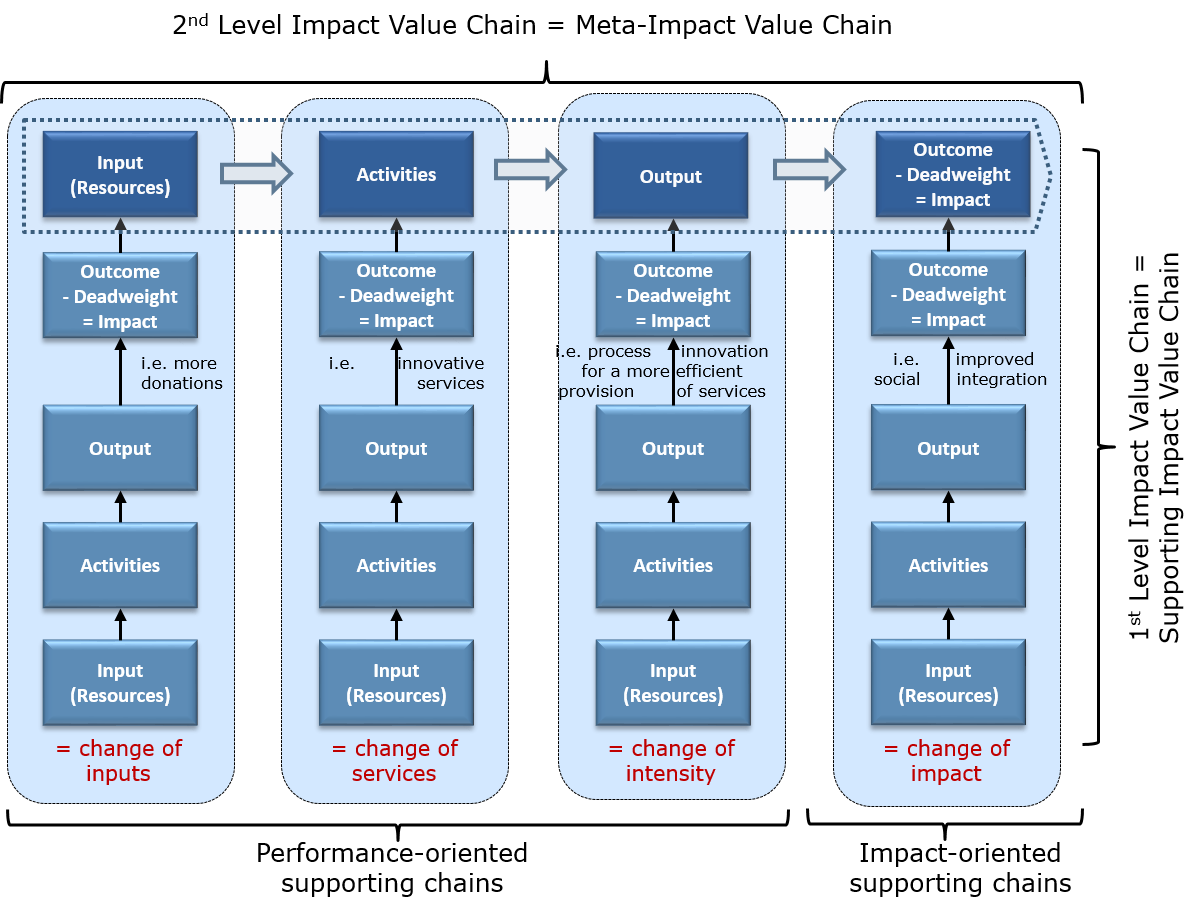 2nd Level Impact Value Chain = Meta-Impact Value Chain
Input
(Resources)
Activities
Output
Outcome
- Deadweight
= Impact
Outcome
- Deadweight
= Impact
Outcome
- Deadweight
= Impact
Outcome
- Deadweight
= Impact
Outcome
- Deadweight
= Impact
i.e. more
donations
i.e. innovative
services
i.e. process innovation
for a more efficient
provision of services
i.e. improved
social integration
Output
Output
Output
Output
Activities
Activities
Activities
Activities
Input
(Resources)
Input
(Resources)
Input
(Resources)
Input
(Resources)
= change of
inputs
= change of
services
= change of
intensity
= change of
impact
Performance-oriented
supporting chains
Impact-oriented
supporting chains
1st Level Impact Value Chain =
Supporting Impact Value Chain